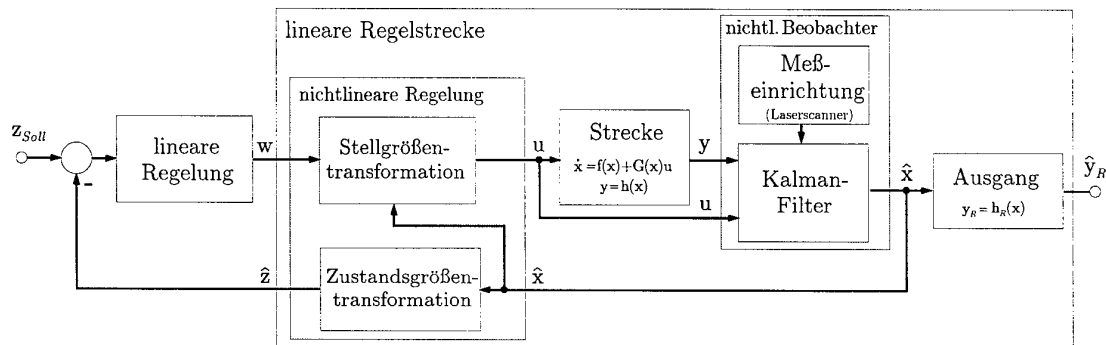 lineare Regelstrecke
nichtl. Beobachter
Meß-
einrichtung
(Laserscanner)
nichtlineare Regelung
z_Soll
-
lineare
Regelung
w
Stellgrößen-
transformation
u
Strecke
ẋ = f(x)+G(x)u
y = h(x)
y
u
Kalman-
Filter
x̂
Ausgang
y_R = h_R(x)
ŷ_R
ẑ
Zustandsgrößen-
transformation
x̂